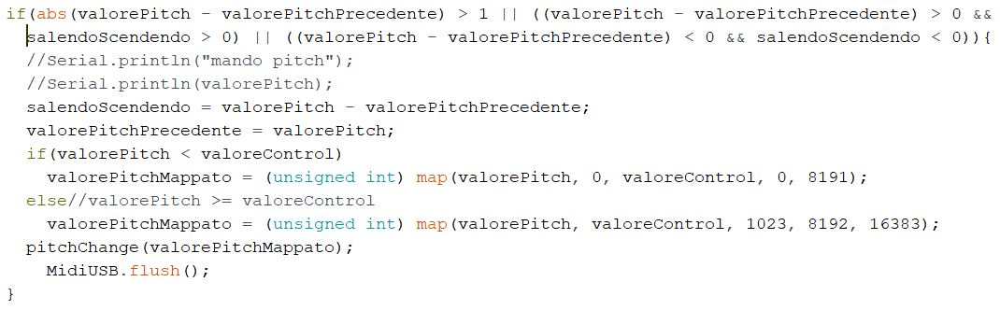 if(abs(valorePitch - valorePitchPrecedente) > 1 || ((valorePitch - valorePitchPrecedente) > 0 &&
salendoScendendo > 0) || ((valorePitch - valorePitchPrecedente) < 0 && salendoScendendo < 0)){
//Serial.println("mando pitch");
//Serial.println(valorePitch);
salendoScendendo = valorePitch - valorePitchPrecedente;
valorePitchPrecedente = valorePitch;
if(valorePitch < valoreControl)
valorePitchMappato = (unsigned int) map(valorePitch, 0, valoreControl, 0, 8191);
else//valorePitch >= valoreControl
valorePitchMappato = (unsigned int) map(valorePitch, valoreControl, 1023, 8192, 16383);
pitchChange(valorePitchMappato);
MidiUSB.flush();
}